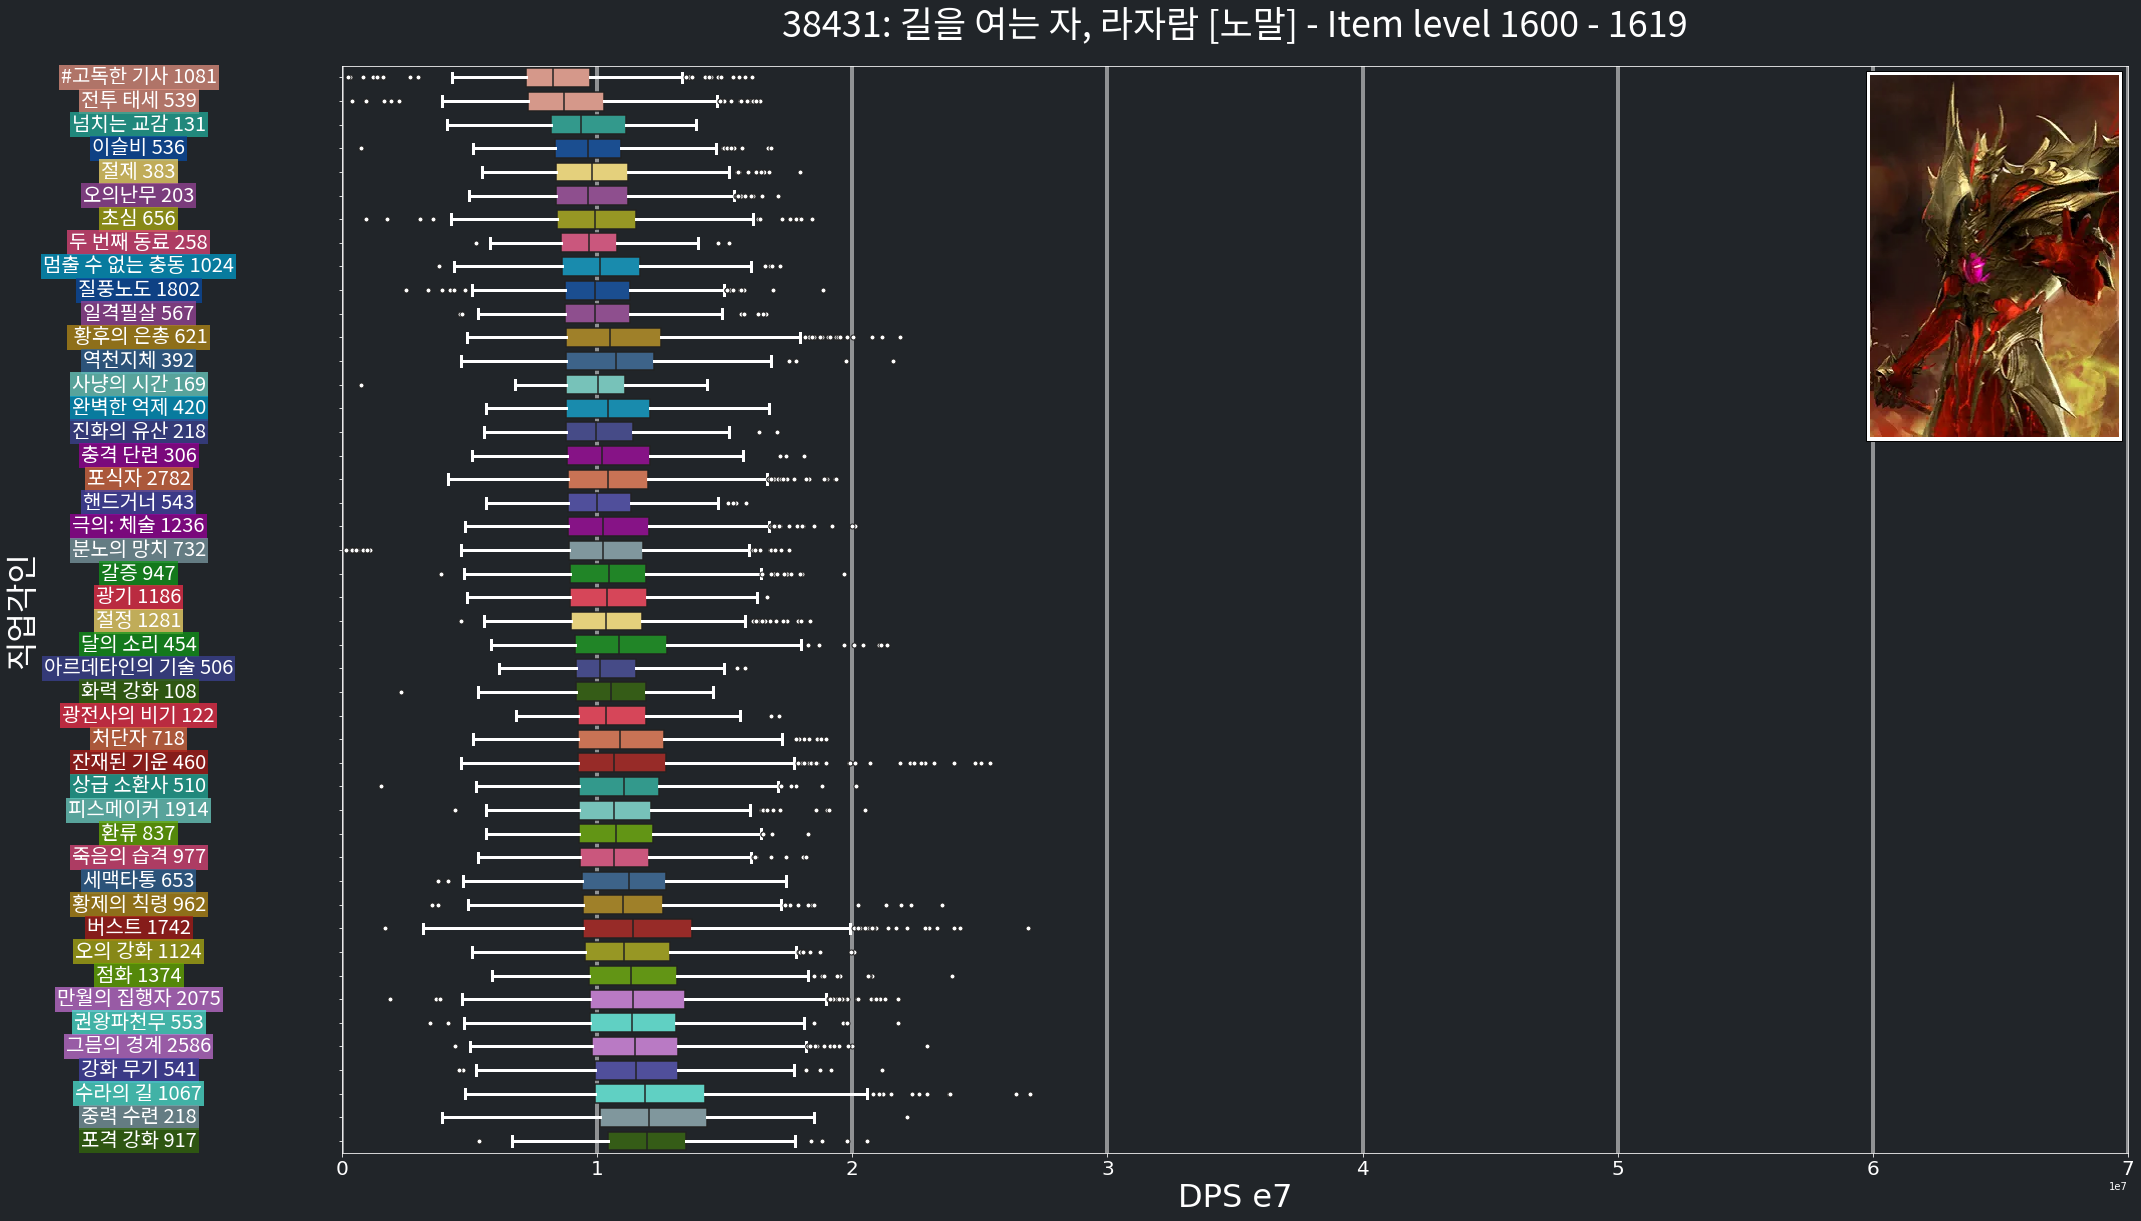 38431: 길을 여는 자, 라자람 [노말] - Item level 1600 - 1619
#고독한 기사 1081
전투 태세 539
넘치는 교감 131
이슬비 536
절제 383
오의난무 203
초심 656
두 번째 동료 258
멈출 수 없는 충동 1024
질풍노도 1802
일격필살 567
황후의 은총 621
역천지체 392
사냥의 시간 169
완벽한 억제 420
진화의 유산 218
충격 단련 306
포식자 2782
핸드거너 543
극의: 체술 1236
분노의 망치 732
갈증 947
광기 1186
절정 1281
달의 소리 454
아르데타인의 기술 506
화력 강화 108
광전사의 비기 122
처단자 718
잔재된 기운 460
상급 소환사 510
피스메이커 1914
환류 837
죽음의 습격 977
세맥타통 653
황제의 칙령 962
버스트 1742
오의 강화 1124
점화 1374
만월의 집행자 2075
권왕파천무 553
그믐의 경계 2586
강화 무기 541
수라의 길 1067
중력 수련 218
포격 강화 917
직업각인
0 1 2 3 4 5 6 7
1e7
DPS e7